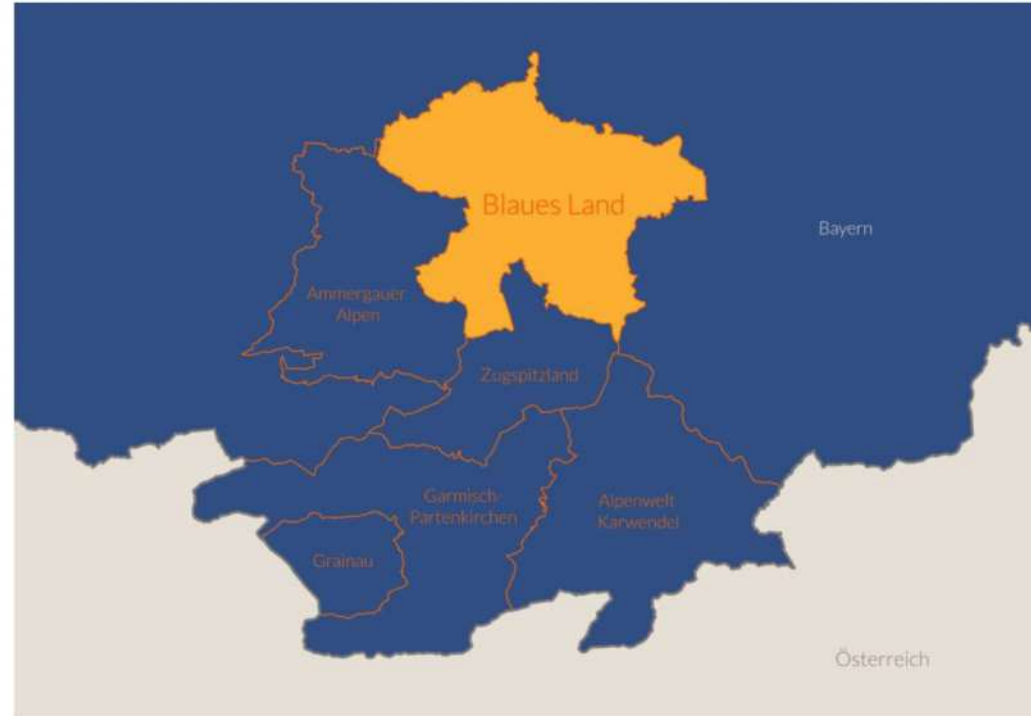 Blaues Land
Bayern
Ammergauer
Alpen
Zugspitzland
Garmisch-
Partenkirchen
Alpenwelt
Karwendel
Grainau
Österreich